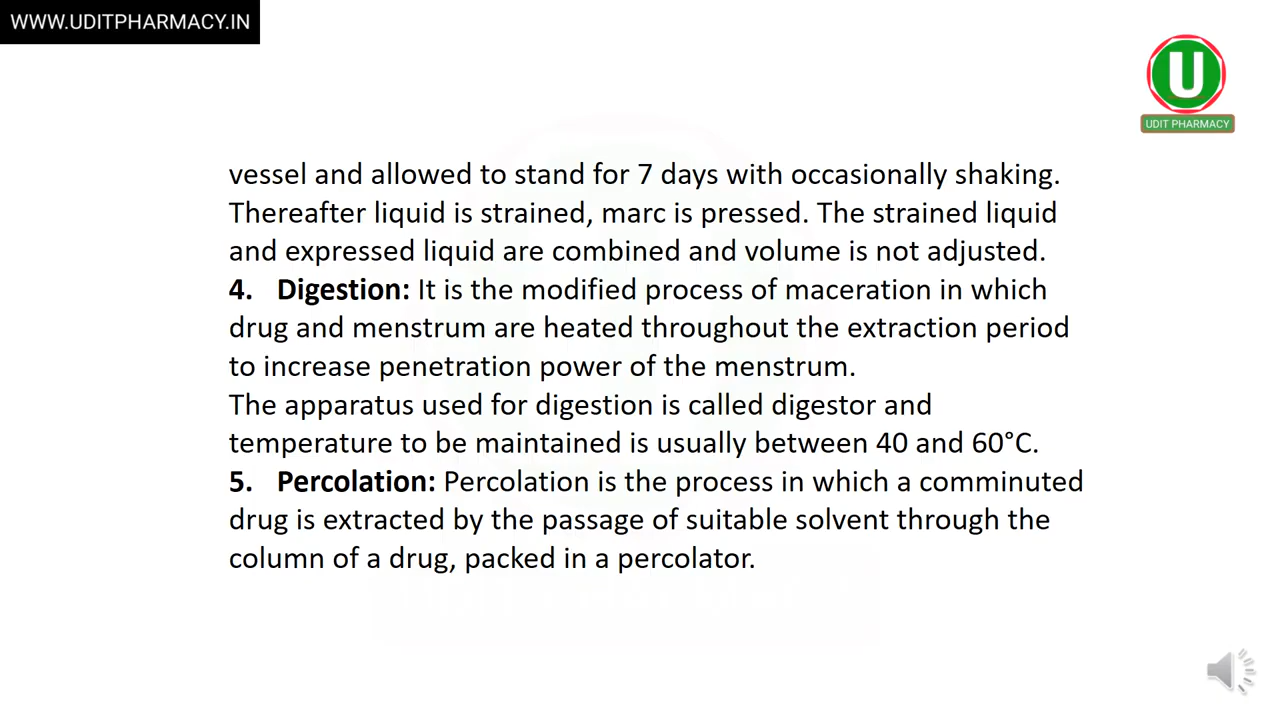 WWW.UDITPHARMACY.IN
U
UDIT PHARMACY
vessel and allowed to stand for 7 days with occasionally shaking.
Thereafter liquid is strained, marc is pressed. The strained liquid
and expressed liquid are combined and volume is not adjusted.
4. Digestion: It is the modified process of maceration in which
drug and menstrum are heated throughout the extraction period
to increase penetration power of the menstrum.
The apparatus used for digestion is called digestor and
temperature to be maintained is usually between 40 and 60°C.
5. Percolation: Percolation is the process in which a comminuted
drug is extracted by the passage of suitable solvent through the
column of a drug, packed in a percolator.